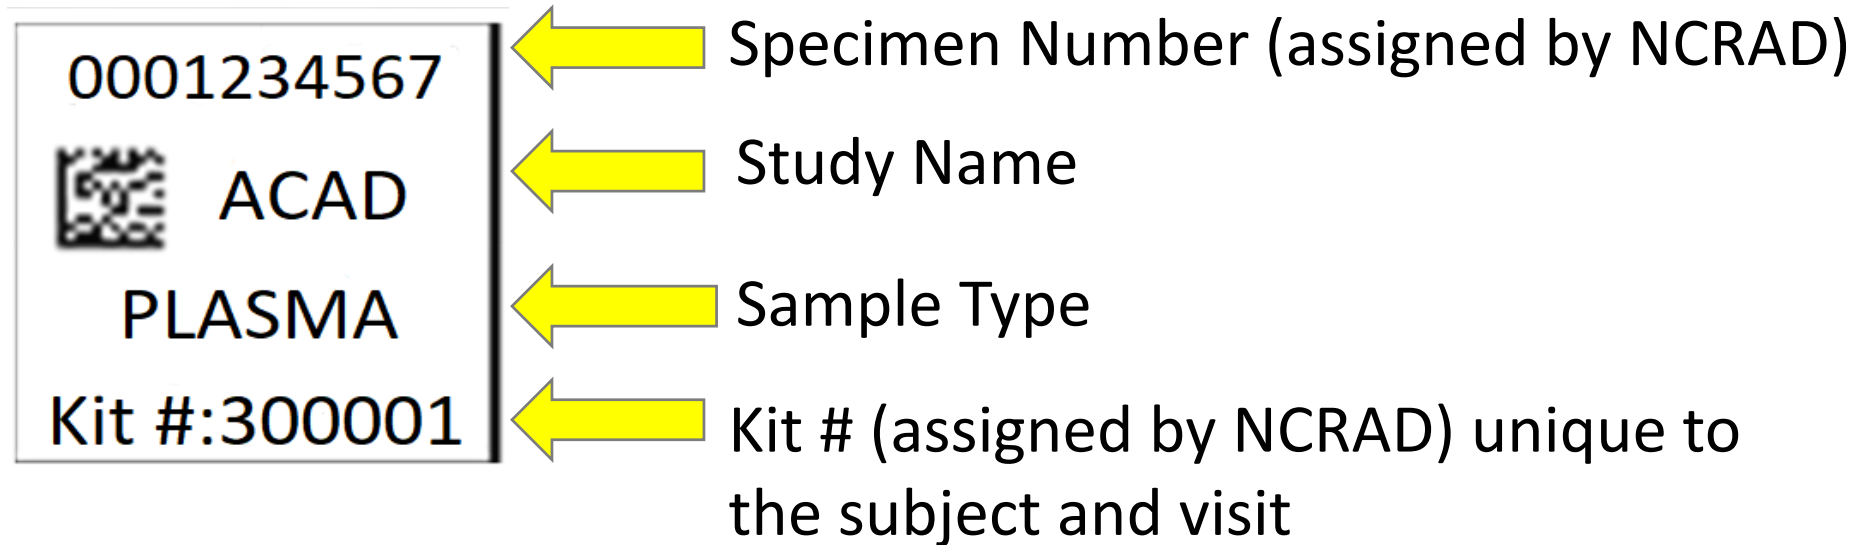 0001234567
Specimen Number (assigned by NCRAD)
ACAD
Study Name
PLASMA
Sample Type
Kit #:300001
Kit # (assigned by NCRAD) unique to
the subject and visit